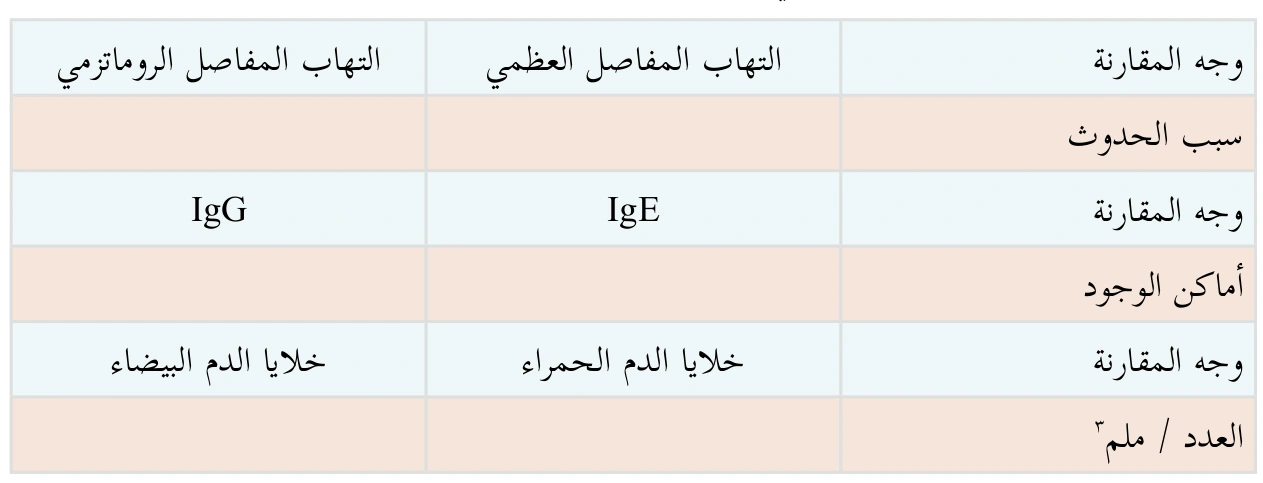 وجه المقارنة التهاب المفاصل العظمي التهاب المفاصل الروماتزمي
سبب الحدوث
وجه المقارنة IgE IgG
أماكن الوجود
وجه المقارنة خلايا الدم الحمراء خلايا الدم البيضاء
العدد / ملم٣